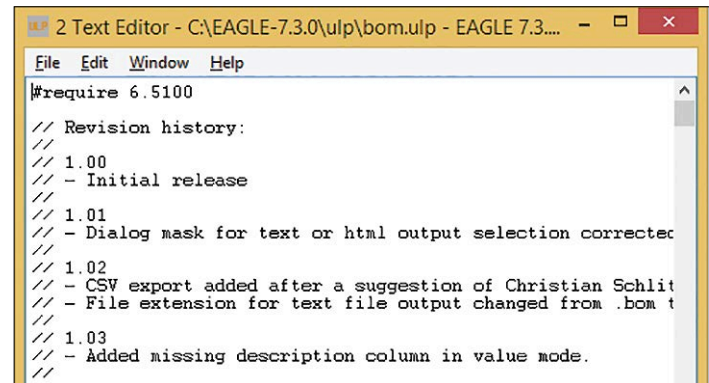 ULP 2 Text Editor - C:\EAGLE-7.3.0\ulp\bom.ulp - EAGLE 7.3....
File Edit Window Help
#require 6.5100
// Revision history:
//
// 1.00
// - Initial release
//
// 1.01
// - Dialog mask for text or html output selection corrected
//
// 1.02
// - CSV export added after a suggestion of Christian Schlit
// - File extension for text file output changed from .bom t
//
// 1.03
// - Added missing description column in value mode.
//